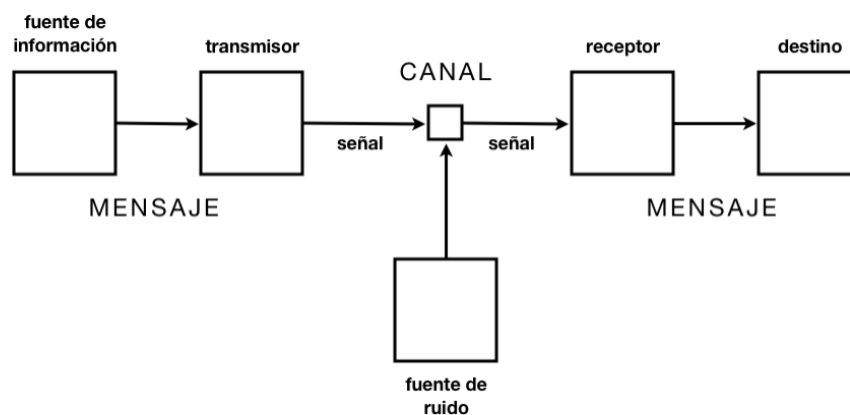 fuente de
información
transmisor
CANAL
receptor
destino
señal
señal
MENSAJE
MENSAJE
fuente de
ruido